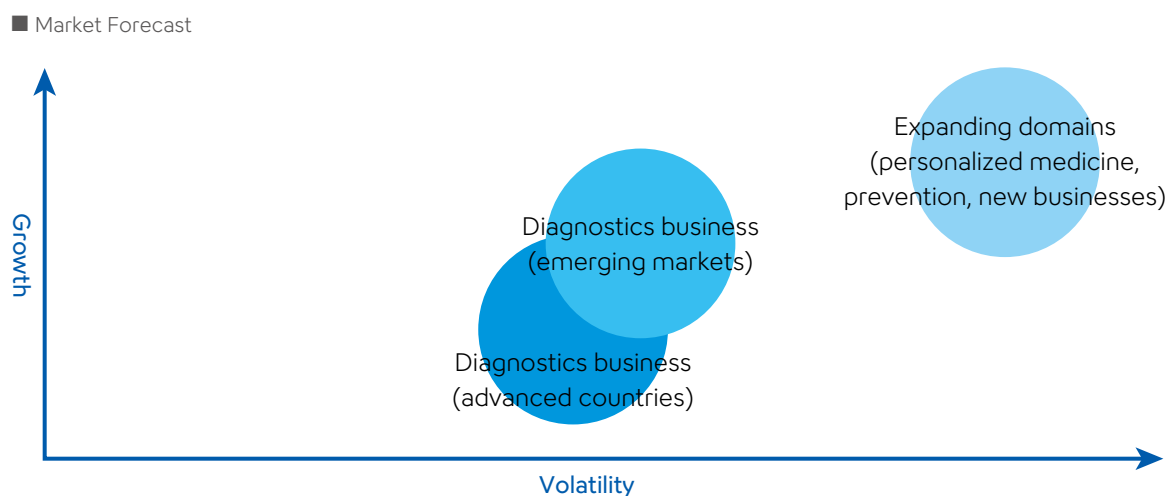 ■ Market Forecast
Expanding domains
(personalized medicine,
prevention, new businesses)
Diagnostics business
(emerging markets)
Diagnostics business
(advanced countries)
Growth
Volatility